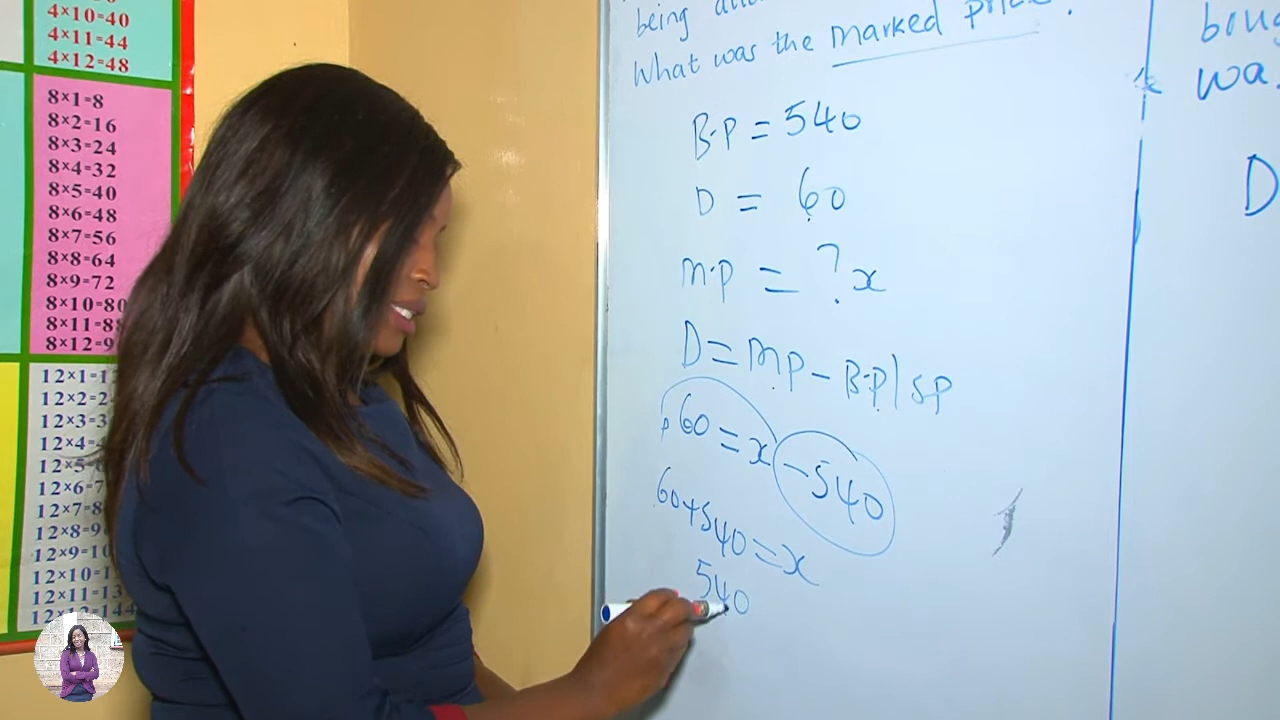 4×10=40
4×11=44
4×12=48
8×1=8
8×2=16
8×3=24
8×4=32
8×5=40
8×6=48
8×7=56
8×8=64
8×9=72
8×10=80
8×11=88
8×12=9
12×1=1
12×2=2
12×3=3
12×4=4
12×5=6
12×6=7
12×7=8
12×8=9
12×9=10
12×10=1
12×11=13
12×12=144
being
What was the marked price?
B.P = 540
D = 60
m.p = ? x
D = m.p - B.P/SP
60 = x - 540
60+540 = x
540
boug
wa
D